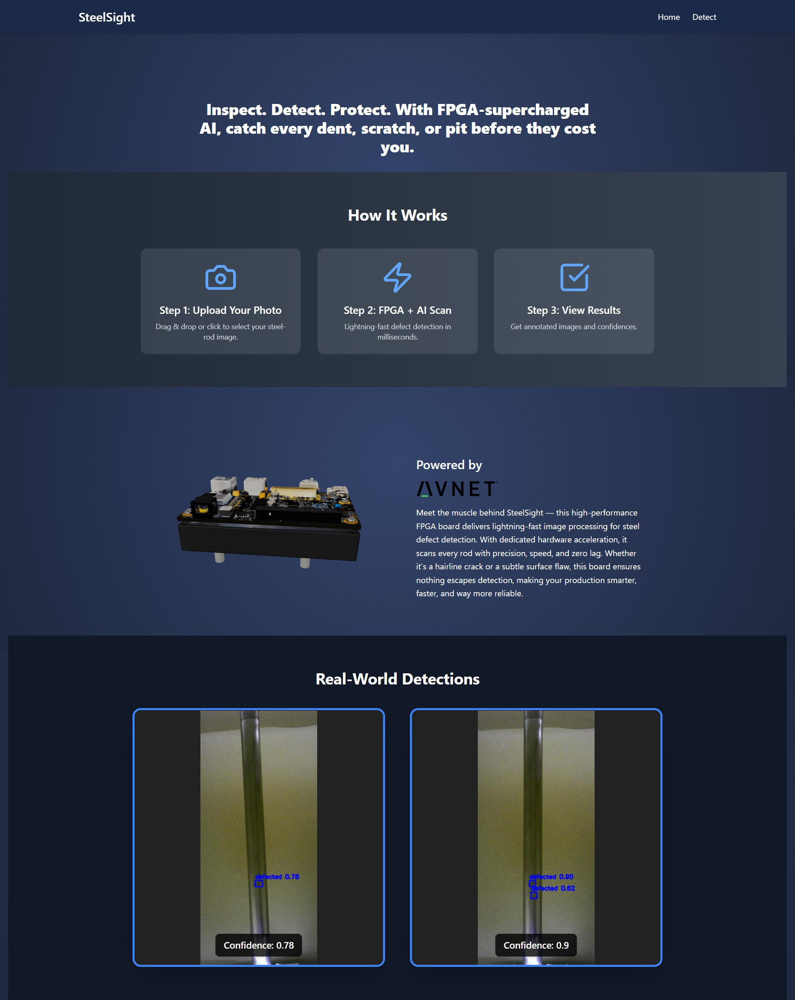 SteelSight
Home
Detect
Inspect. Detect. Protect. With FPGA-supercharged
AI, catch every dent, scratch, or pit before they cost
you.
How It Works
Step 1: Upload Your Photo
Drag & drop or click to select your steel-
rod image.
Step 2: FPGA + AI Scan
Lightning-fast defect detection in
milliseconds.
Step 3: View Results
Get annotated images and confidences.
Powered by
AVNET
Meet the muscle behind SteelSight — this high-performance
FPGA board delivers lightning-fast image processing for steel
defect detection. With dedicated hardware acceleration, it
scans every rod with precision, speed, and zero lag. Whether
it’s a hairline crack or a subtle surface flaw, this board ensures
nothing escapes detection, making your production smarter,
faster, and way more reliable.
Real-World Detections
defected 0.78
Confidence: 0.78
defected 0.90
defected 0.62
Confidence: 0.9